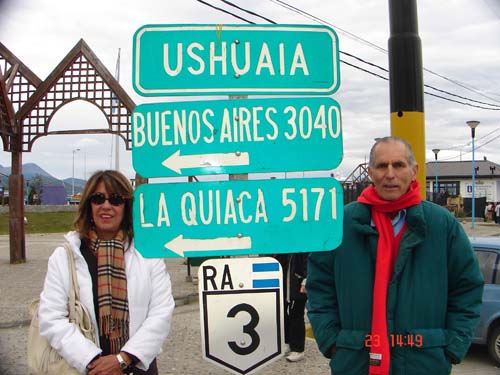 USHUAIA
BUENOS AIRES 3040
LA QUIACA 5171
RA
3
23 14:49